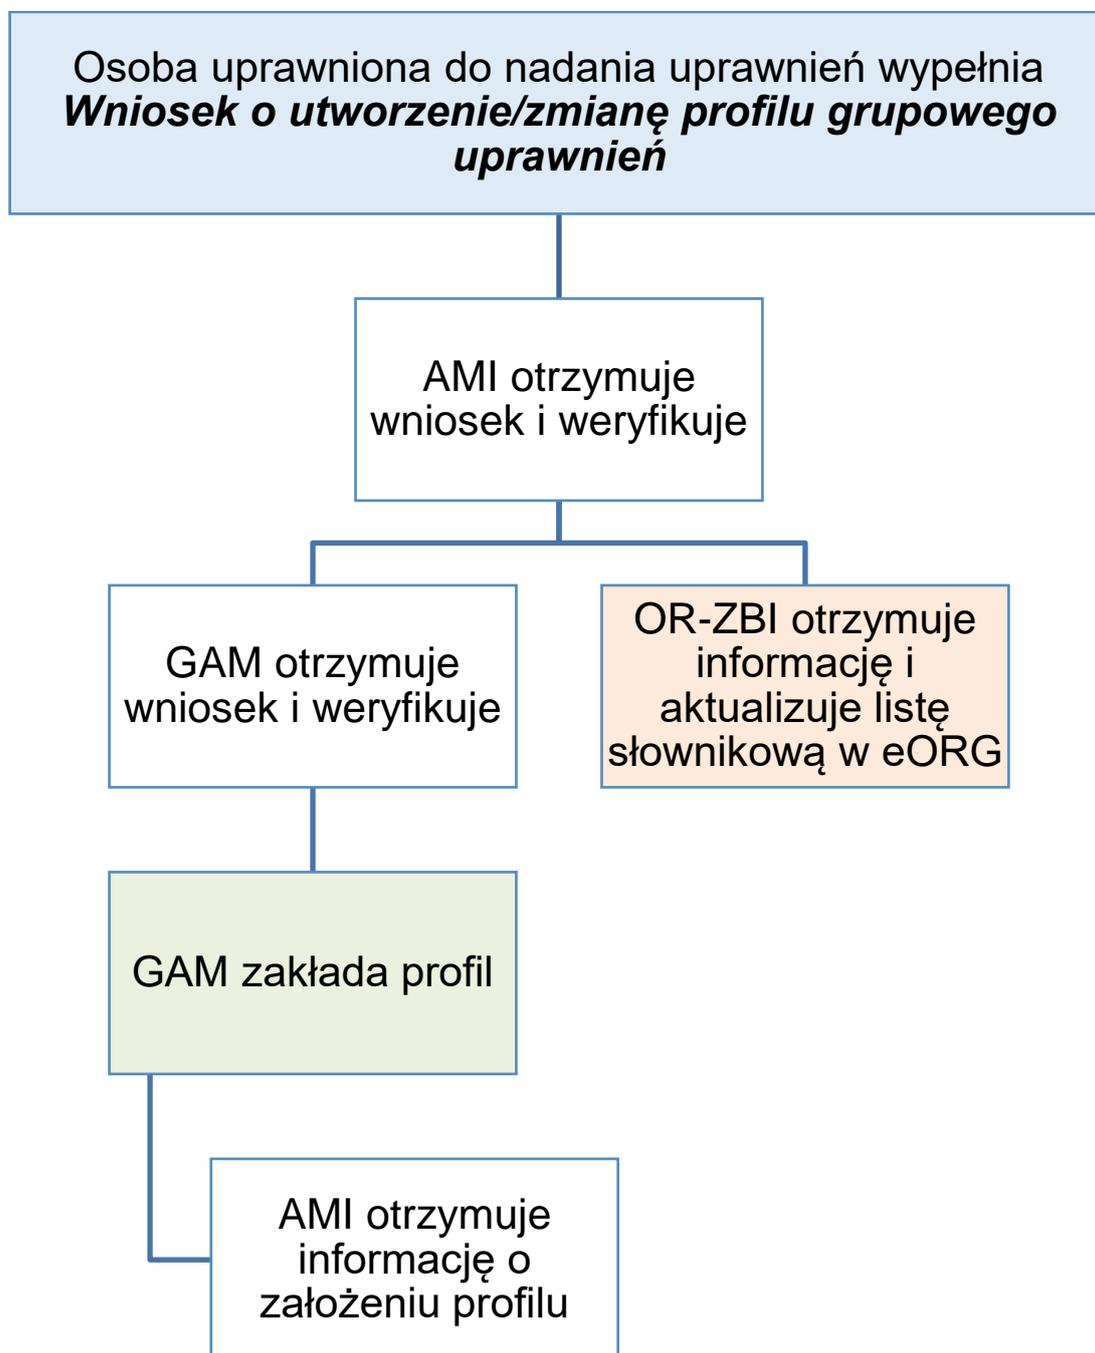 Osoba uprawniona do nadania uprawnień wypełnia
Wniosek o utworzenie/zmianę profilu grupowego
uprawnień
AMI otrzymuje
wniosek i weryfikuje
GAM otrzymuje
wniosek i weryfikuje
OR-ZBI otrzymuje
informację i
aktualizuje listę
słownikową w eORG
GAM zakłada profil
AMI otrzymuje
informację o
założeniu profilu